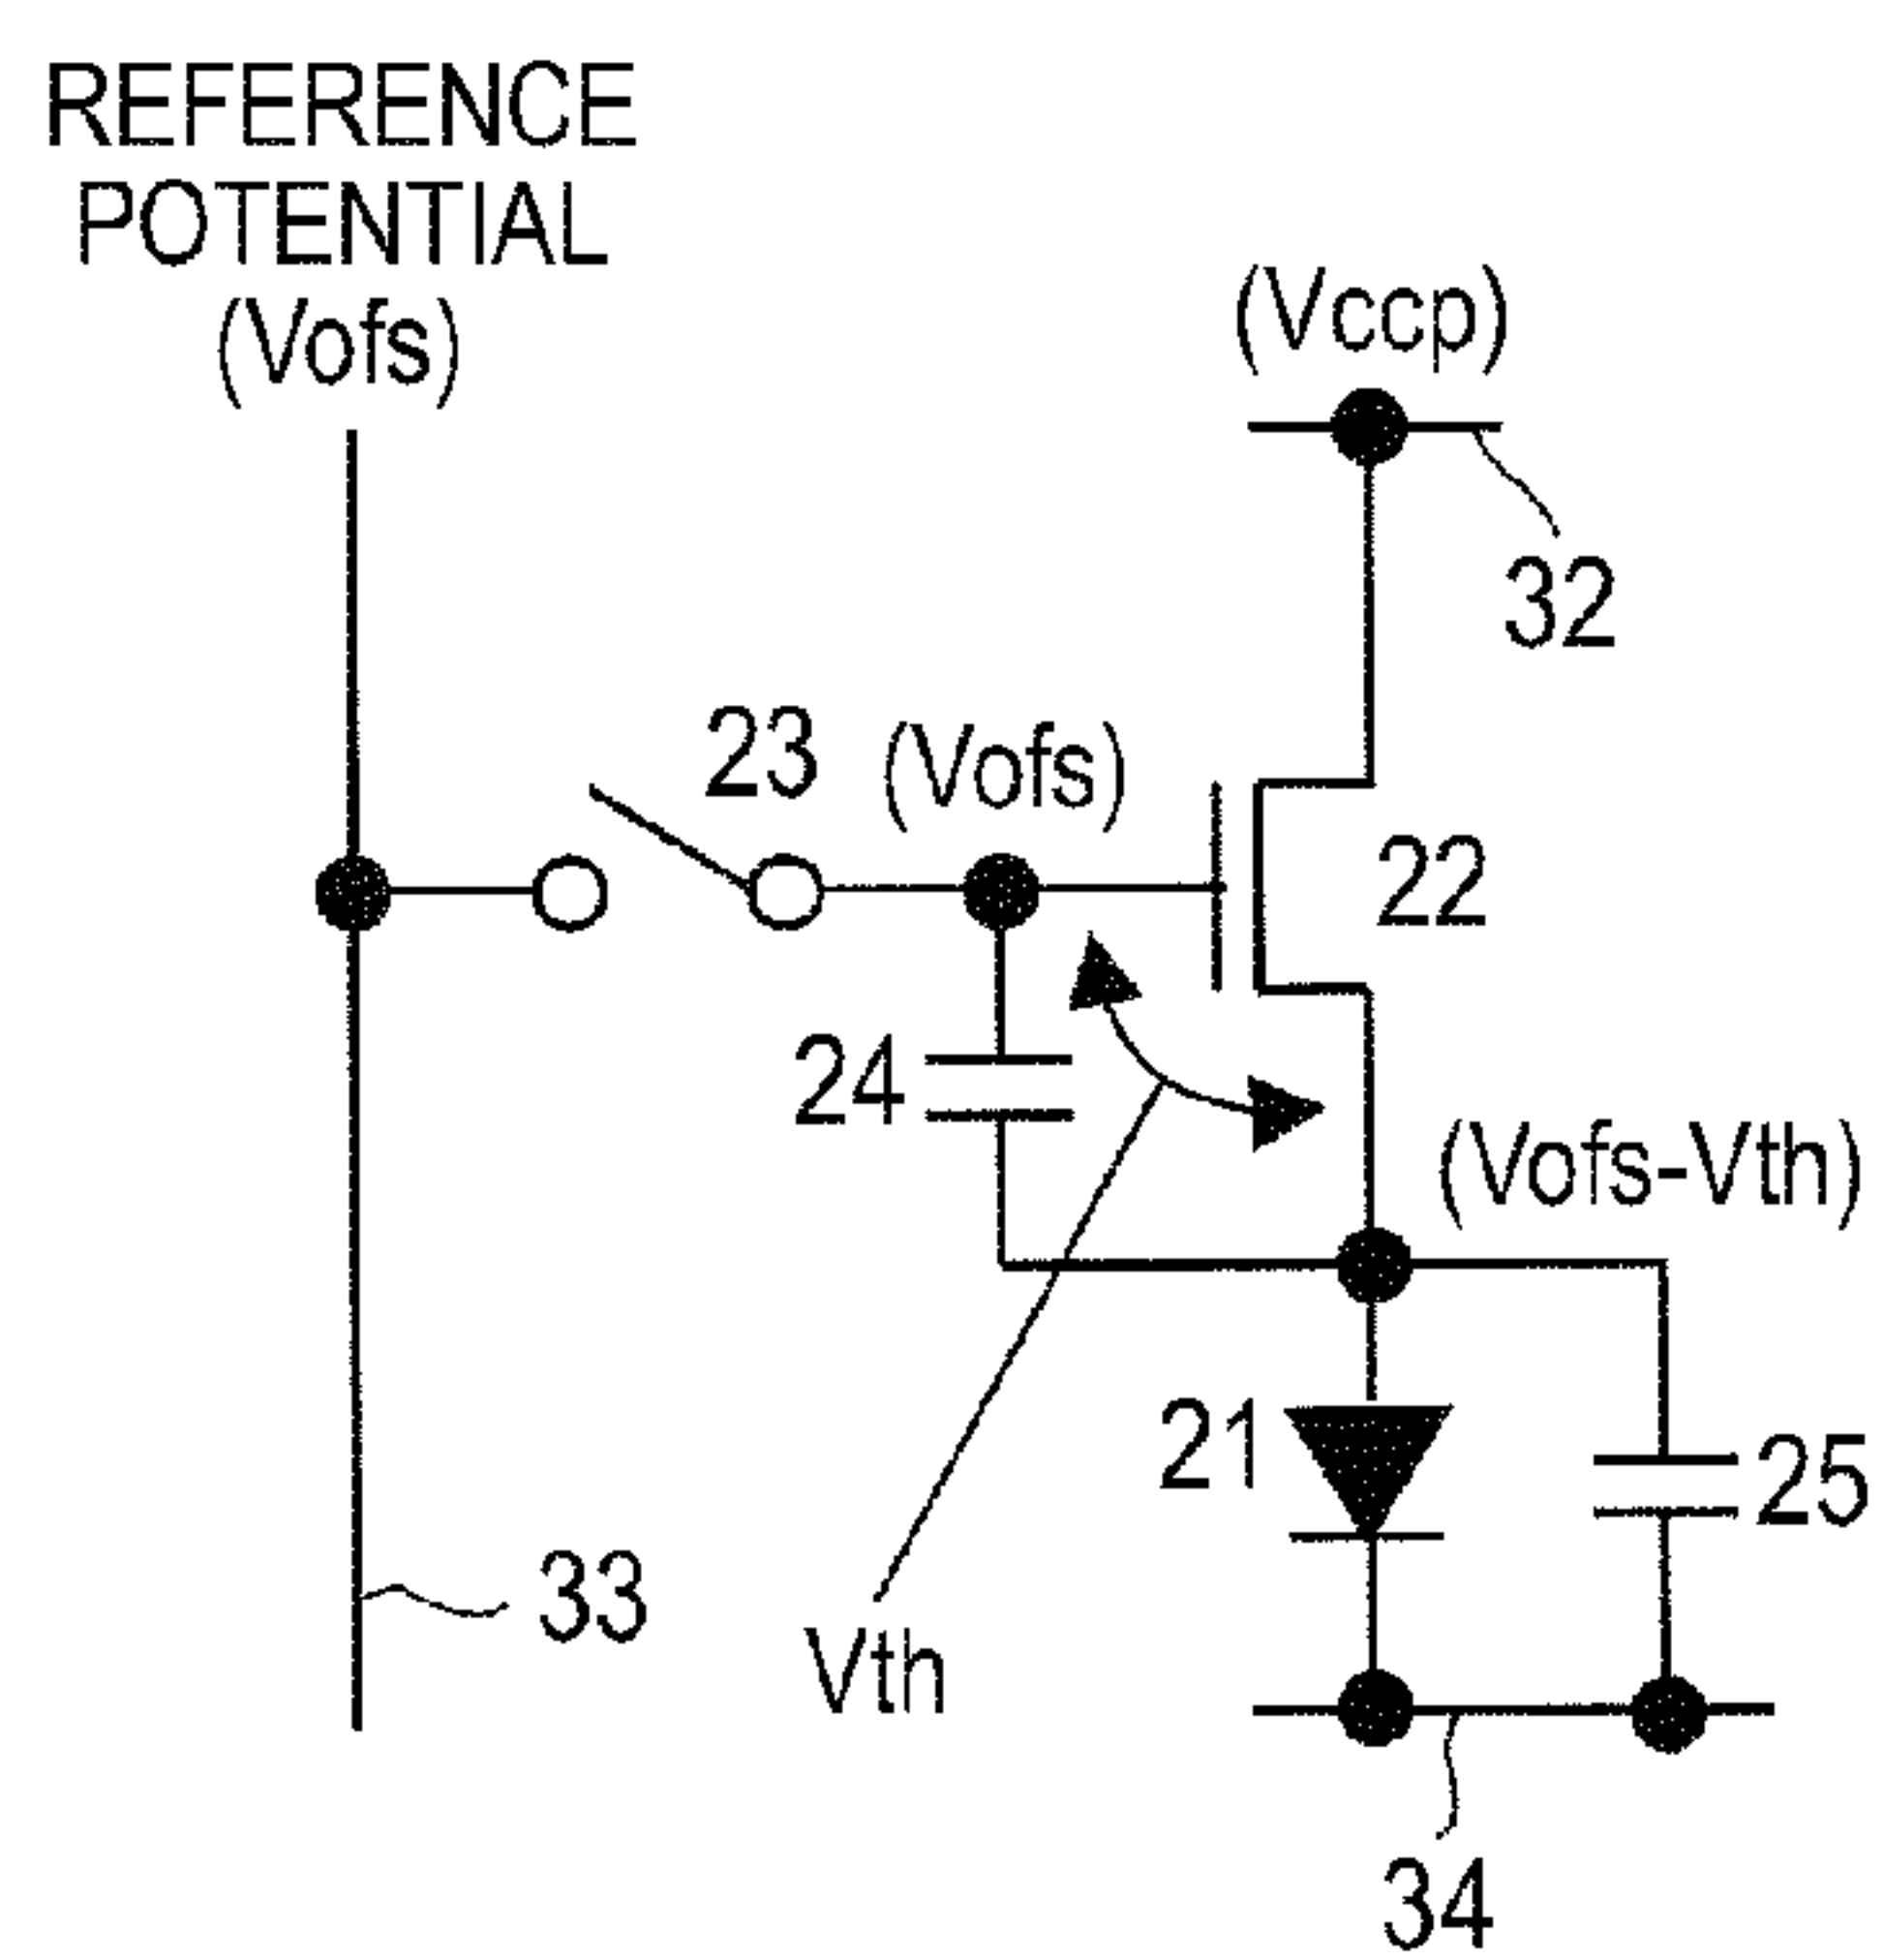 REFERENCE
POTENTIAL
(Vofs)
(Vccp)
32
23
(Vofs)
22
24
(Vofs-Vth)
21
25
33
Vth
34